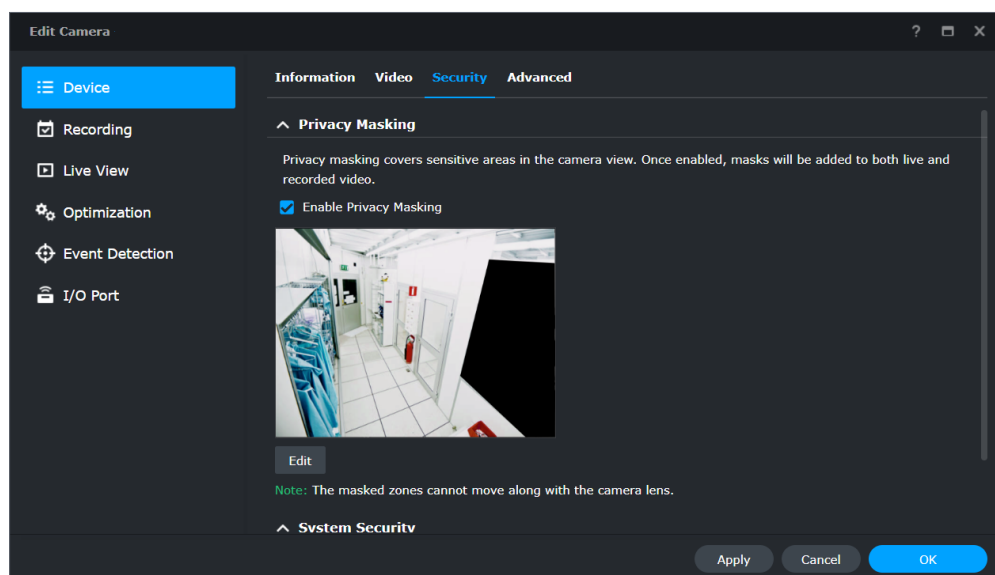 Edit Camera
?
Device
Recording
Live View
Optimization
Event Detection
I/O Port
Information Video Security Advanced
Privacy Masking
Privacy masking covers sensitive areas in the camera view. Once enabled, masks will be added to both live and
recorded video.
Enable Privacy Masking
Edit
Note: The masked zones cannot move along with the camera lens.
System Security
Apply Cancel OK